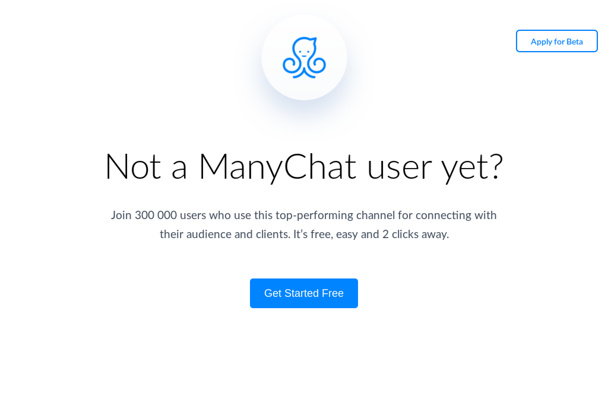 Apply for Beta
Not a ManyChat user yet?
Join 300 000 users who use this top-performing channel for connecting with
their audience and clients. It's free, easy and 2 clicks away.
Get Started Free